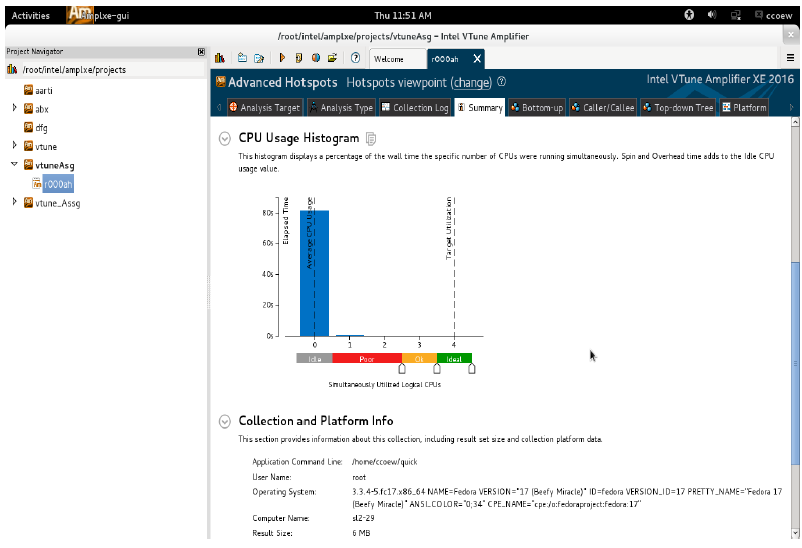 Activities Amplxe-gui Thu 11:51 AM ccoew
/root/intel/amplxe/projects/vtuneAsg - Intel VTune Amplifier
Project Navigator
/root/intel/amplxe/projects
aarti
abx
dfg
vtune
vtuneAsg
r000ah
vtune_Assg
Welcome r000ah
Advanced Hotspots Hotspots viewpoint (change) Intel VTune Amplifier XE 2016
Analysis Target Analysis Type Collection Log Summary Bottom-up Caller/Callee Top-down Tree Platform
CPU Usage Histogram
This histogram displays a percentage of the wall time the specific number of CPUs were running simultaneously. Spin and Overhead time adds to the Idle CPU
usage value.
Elapsed Time
Average CPU Usage
Target Utilization
80s
60s
40s
20s
0s
0 1 2 3 4
Idle Poor Ok Ideal
Simultaneously Utilized Logical CPUs
Collection and Platform Info
This section provides information about this collection, including result set size and collection platform data.
Application Command Line: /home/ccoew/quick
User Name: root
Operating System: 3.3.4-5.fc17.x86_64 NAME=Fedora VERSION="17 (Beefy Miracle)" ID=fedora VERSION_ID=17 PRETTY_NAME="Fedora 17
(Beefy Miracle)" ANSI_COLOR="0;34" CPE_NAME="cpe:/o:fedoraproject:fedora:17"
Computer Name: sl2-29
Result Size: 6 MB